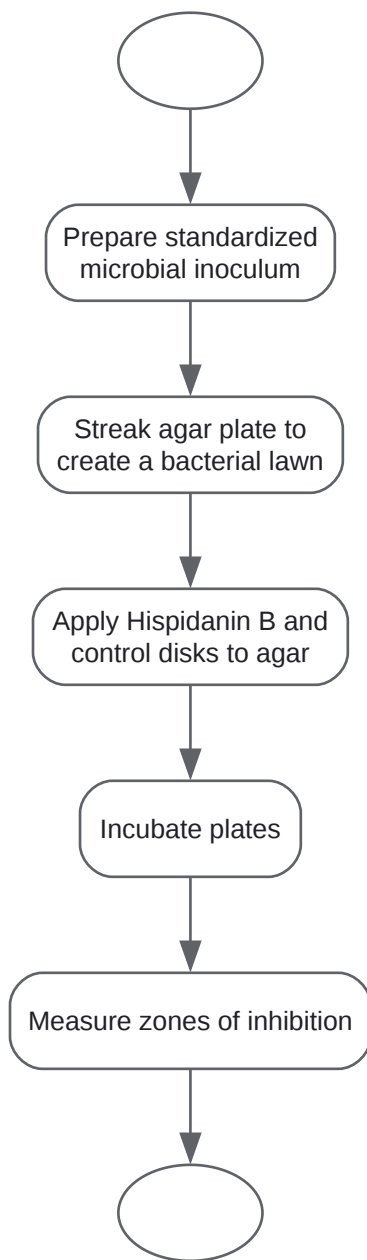 Prepare standardized
microbial inoculum
Streak agar plate to
create a bacterial lawn
Apply Hispidanin B and
control disks to agar
Incubate plates
Measure zones of inhibition